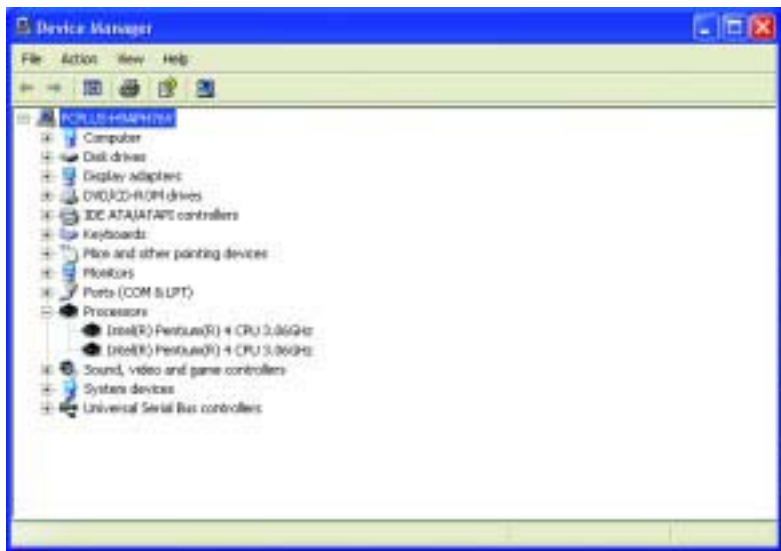 Device Manager
File Action View Help
Computer
Disk drives
Display adapters
DVD/CD-ROM drives
IDE ATA/ATAPI controllers
Keyboards
Mice and other pointing devices
Monitors
Ports (COM & LPT)
Processors
Intel(R) Pentium(R) 4 CPU 3.06GHz
Intel(R) Pentium(R) 4 CPU 3.06GHz
Sound, video and game controllers
System devices
Universal Serial Bus controllers